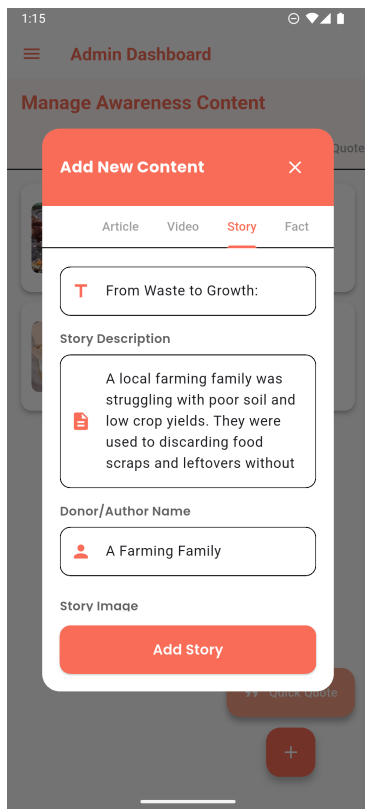 1:15
Admin Dashboard
Manage Awareness Content
Quote
Add New Content
Article Video Story Fact
From Waste to Growth:
Story Description
A local farming family was
struggling with poor soil and
low crop yields. They were
used to discarding food
scraps and leftovers without
Donor/Author Name
A Farming Family
Story Image
Add Story
Quick Quote